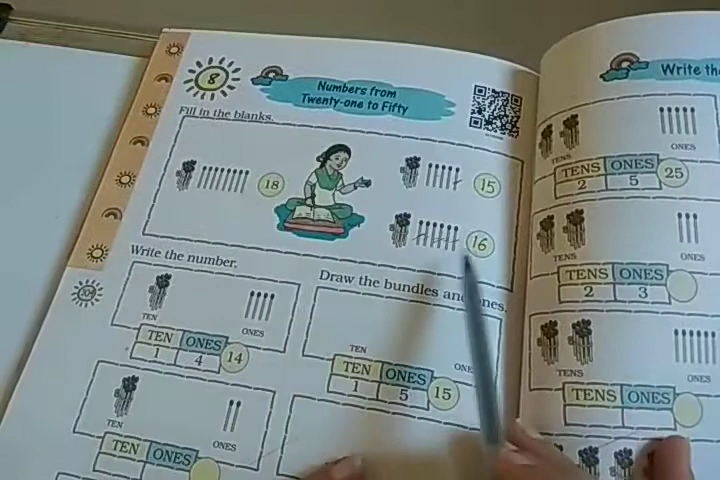 8
Numbers from
Twenty-one to Fifty
Fill in the blanks.
18
15
16
Write the number.
TEN
ONES
TEN ONES
1 4 14
TEN
ONES
TEN ONES
Draw the bundles and ones.
TEN
TEN ONES
1 5 15
Write the
TENS
ONES
TENS ONES
2 5 25
TENS
ONES
TENS ONES
2 3
TENS
ONES
TENS ONES